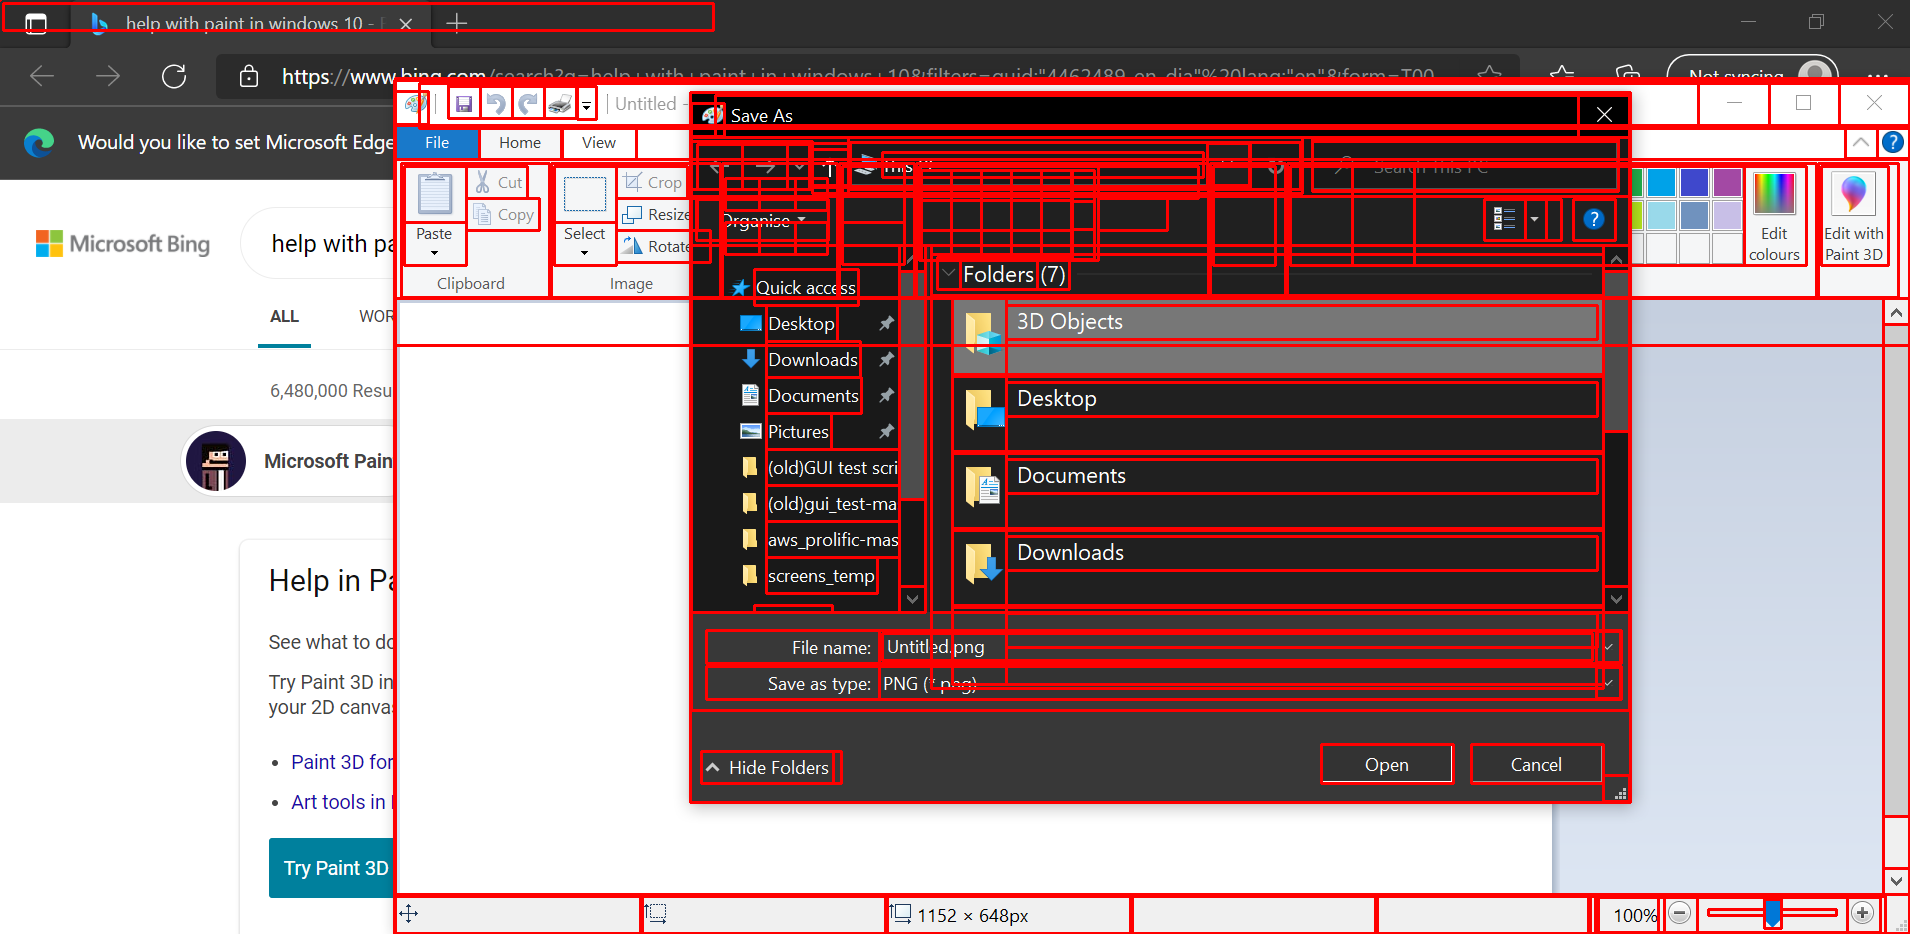 help with paint in windows 10 -
https://www.bing.com/search?q=help+with+paint+in+windows+10&filters=guid:"4462489-en-dia"%20lang:"en"&form=T00
Not syncing
Would you like to set Microsoft Edge
Microsoft Bing
help with pa
ALL
WOR
6,480,000 Resu
Microsoft Pain
Help in Pa
See what to do
Try Paint 3D in
your 2D canvas
Paint 3D for
Art tools in
Try Paint 3D
Untitled -
File
Home
View
Paste
Cut
Copy
Clipboard
Select
Crop
Resize
Rotate
Image
Edit
colours
Edit with
Paint 3D
Save As
This PC
Search This PC
Organise
Quick access
Desktop
Downloads
Documents
Pictures
(old)GUI test scri
(old)gui_test-ma
aws_prolific-mas
screens_temp
Folders (7)
3D Objects
Desktop
Documents
Downloads
File name:
Untitled.png
Save as type:
PNG (*.png)
Hide Folders
Open
Cancel
1152 × 648px
100%